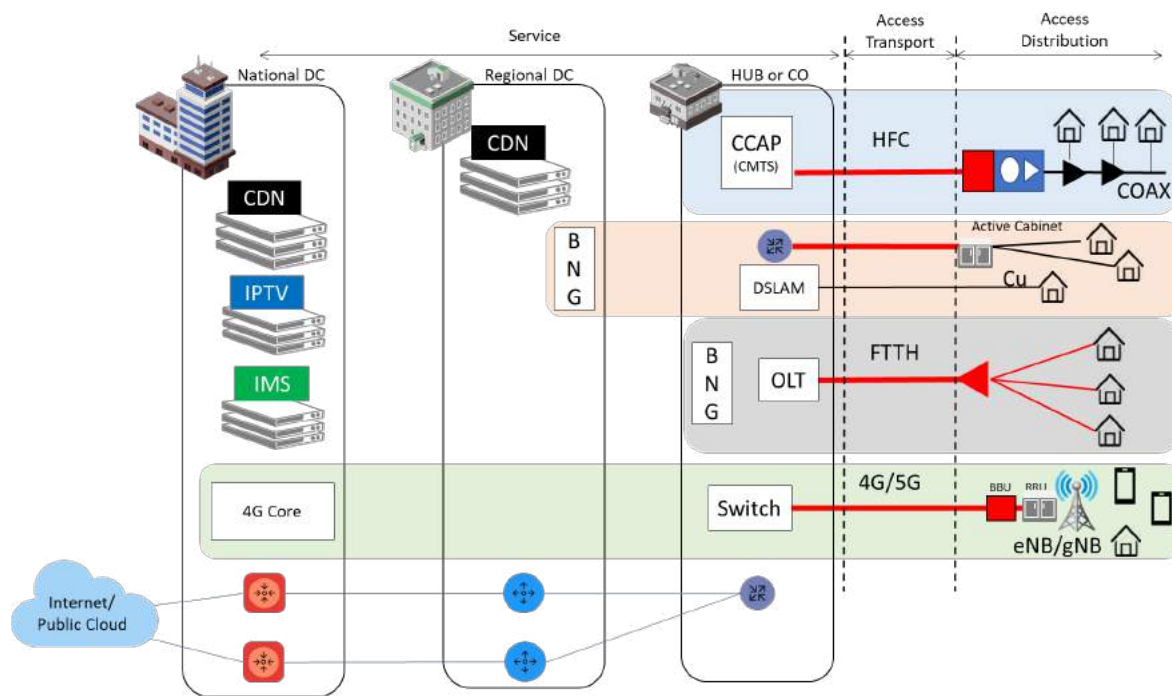 Service
Access
Transport
Access
Distribution
National DC
Regional DC
HUB or CO
CDN
CDN
CCAP
(CMTS)
HFC
COAX
B
N
G
Active Cabinet
Cu
DSLAM
IPTV
IMS
B
N
G
OLT
FTTH
4G Core
Switch
4G/5G
BBU
RRU
eNB/gNB
Internet/
Public Cloud